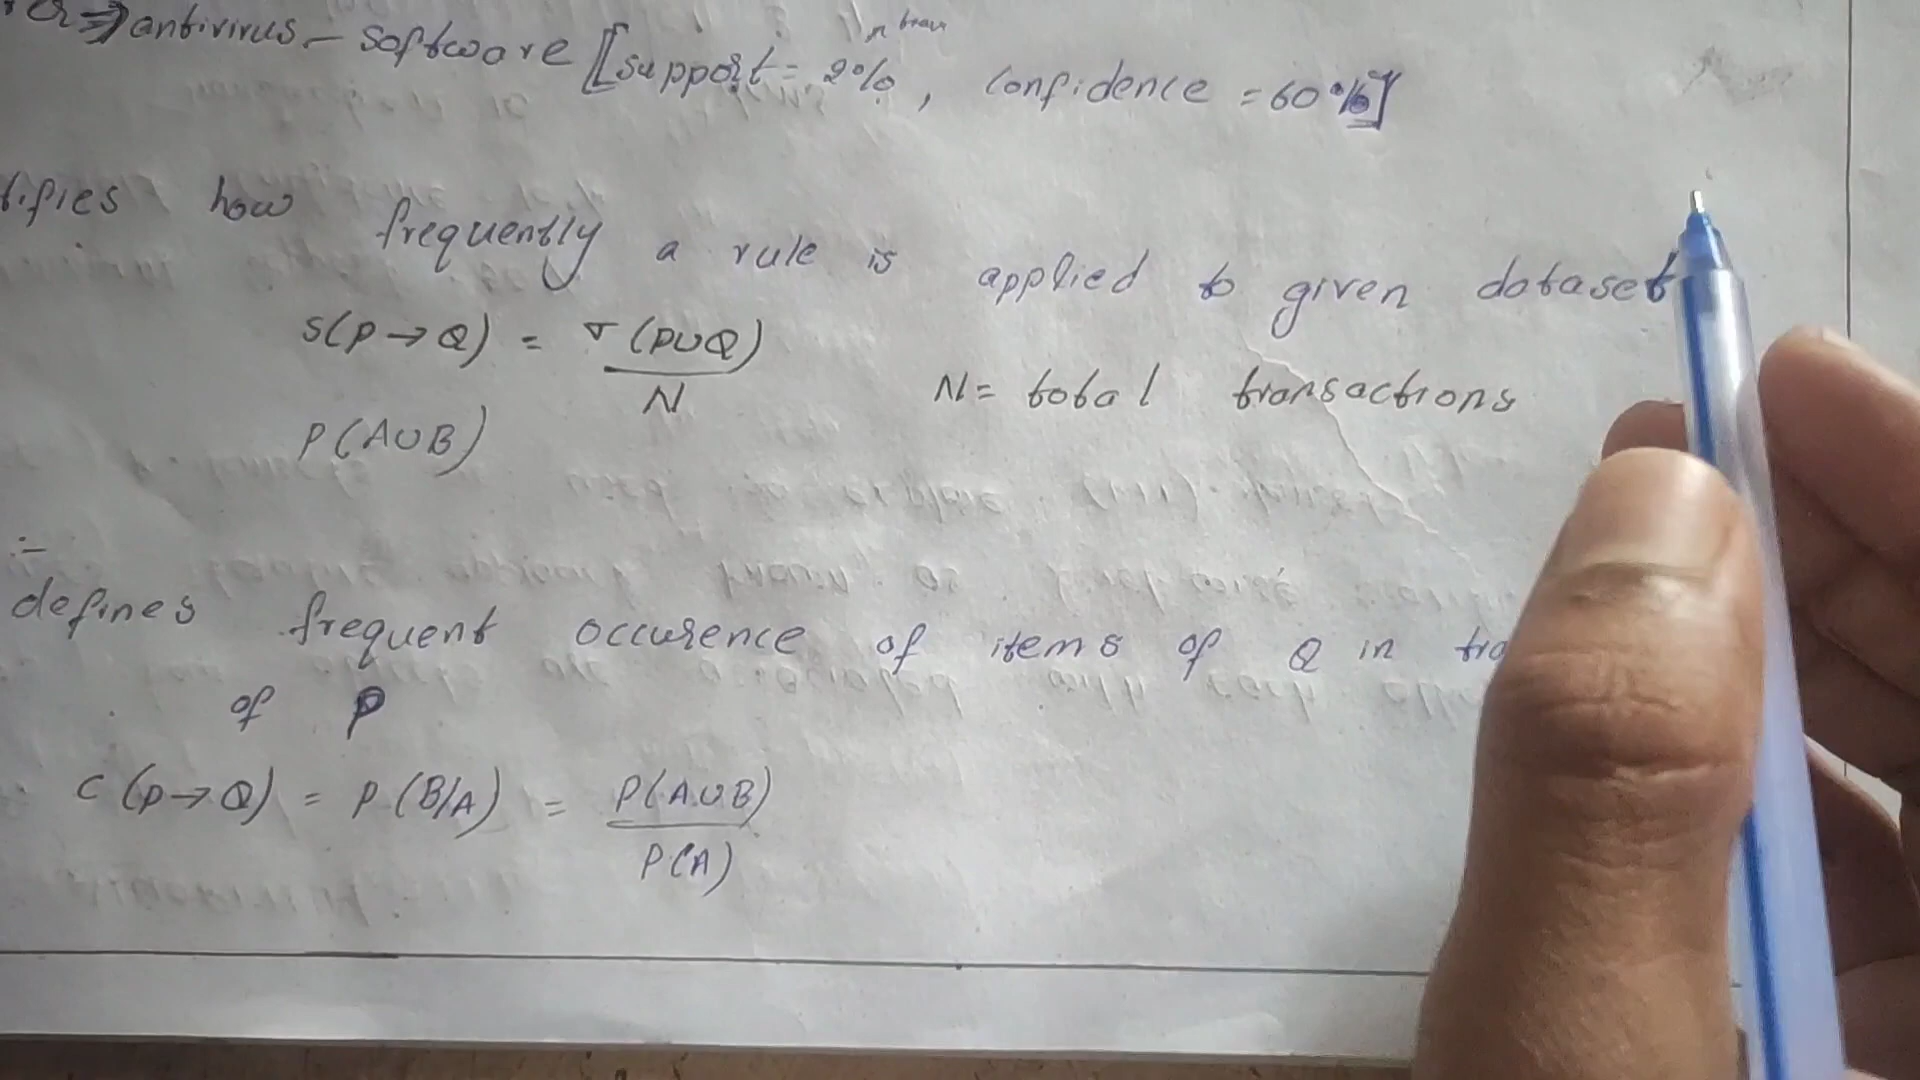 ⇒ antivirus - software [support = 2%, confidence = 60%]
how frequently a rule is applied to given dataset
S(P → Q) = σ (P∪Q) / N
N = total transactions
P(A∪B)
:-
defines frequent occurence of items of Q in
of P
C (P → Q) = P (B/A) = P(A∪B) / P(A)